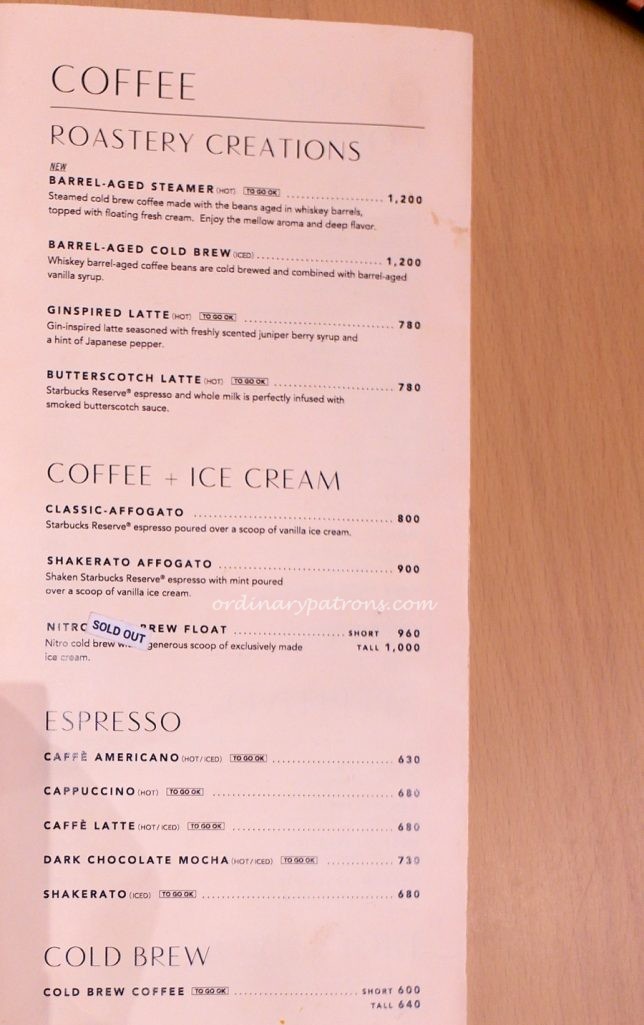 COFFEE
ROASTERY CREATIONS
NEW
BARREL-AGED STEAMER (HOT) TO GO OK 1,200
Steamed cold brew coffee made with the beans aged in whiskey barrels,
topped with floating fresh cream. Enjoy the mellow aroma and deep flavor.
BARREL-AGED COLD BREW (ICED) 1,200
Whiskey barrel-aged coffee beans are cold brewed and combined with barrel-aged
vanilla syrup.
GINSPIRED LATTE (HOT) TO GO OK 780
Gin-inspired latte seasoned with freshly scented juniper berry syrup and
a hint of Japanese pepper.
BUTTERSCOTCH LATTE (HOT) TO GO OK 780
Starbucks Reserve® espresso and whole milk is perfectly infused with
smoked butterscotch sauce.
COFFEE + ICE CREAM
CLASSIC-AFFOGATO 800
Starbucks Reserve® espresso poured over a scoop of vanilla ice cream.
SHAKERATO AFFOGATO 900
Shaken Starbucks Reserve® espresso with mint poured
over a scoop of vanilla ice cream.
ordinarypatrons.com
NITRO SOLD OUT BREW FLOAT SHORT 960
Nitro cold brew generous scoop of exclusively made TALL 1,000
ice cream.
ESPRESSO
CAFFÈ AMERICANO (HOT/ICED) TO GO OK 630
CAPPUCCINO (HOT) TO GO OK 680
CAFFÈ LATTE (HOT/ICED) TO GO OK 680
DARK CHOCOLATE MOCHA (HOT/ICED) TO GO OK 730
SHAKERATO (ICED) TO GO OK 680
COLD BREW
COLD BREW COFFEE TO GO OK SHORT 600
TALL 640